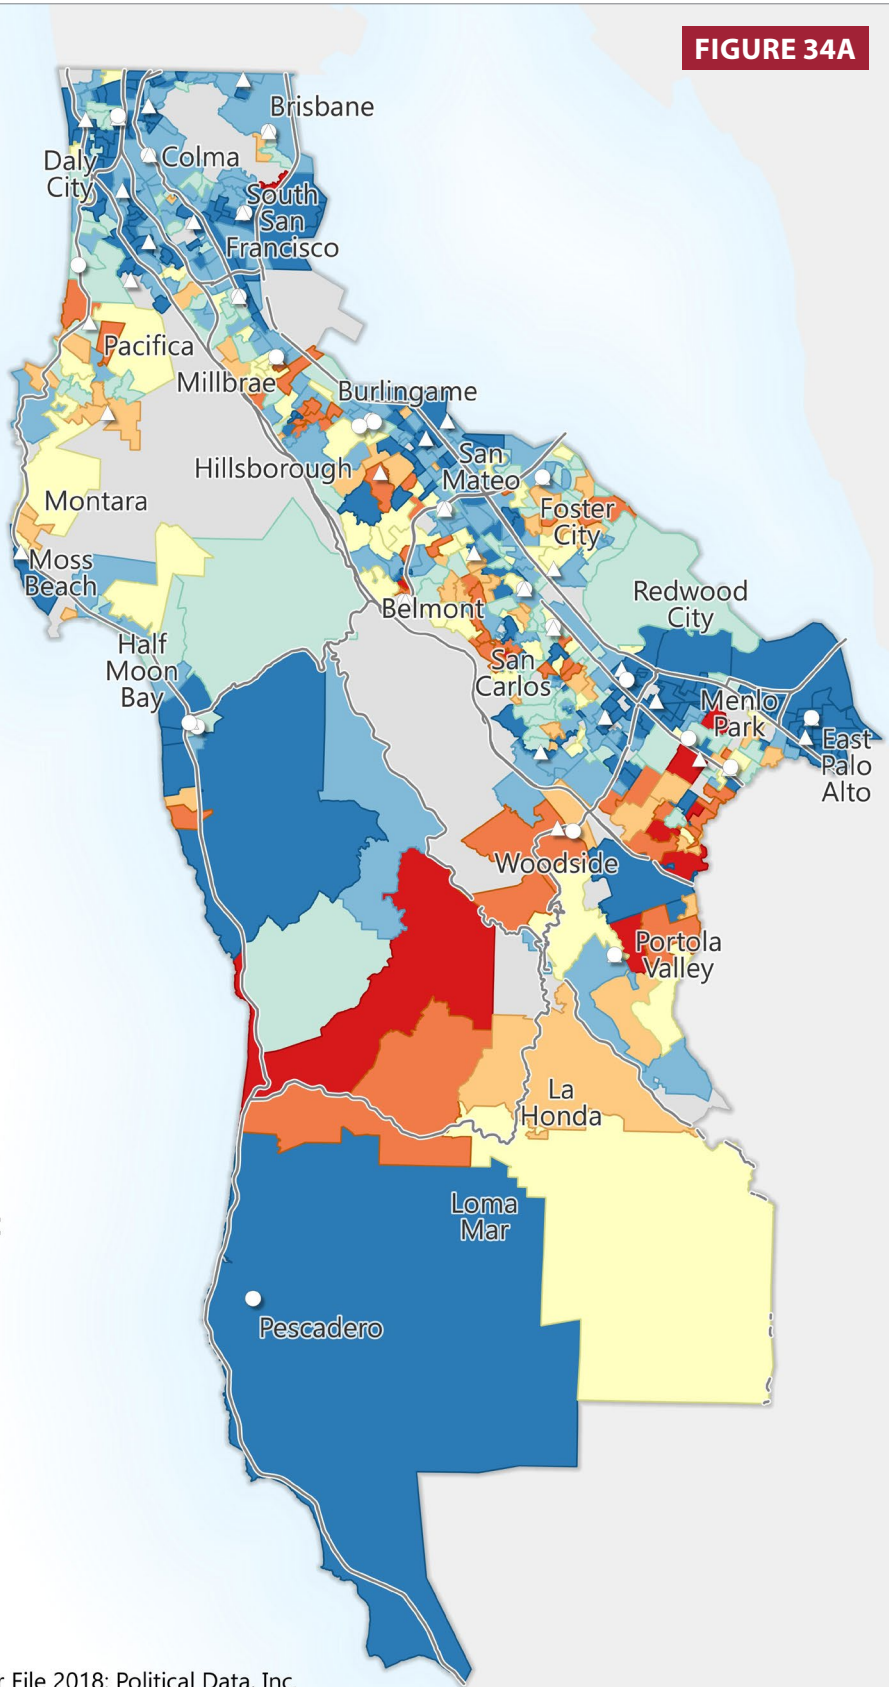 FIGURE 34A
Brisbane
Daly
City
Colma
South
San
Francisco
Pacifica
Millbrae
Burlingame
Hillsborough
San
Mateo
Montara
Foster
City
Moss
Beach
Redwood
City
Belmont
Half
Moon
Bay
San
Carlos
Menlo
Park
East
Palo
Alto
Woodside
Portola
Valley
La
Honda
Loma
Mar
Pescadero
r File 2018; Political Data, Inc.